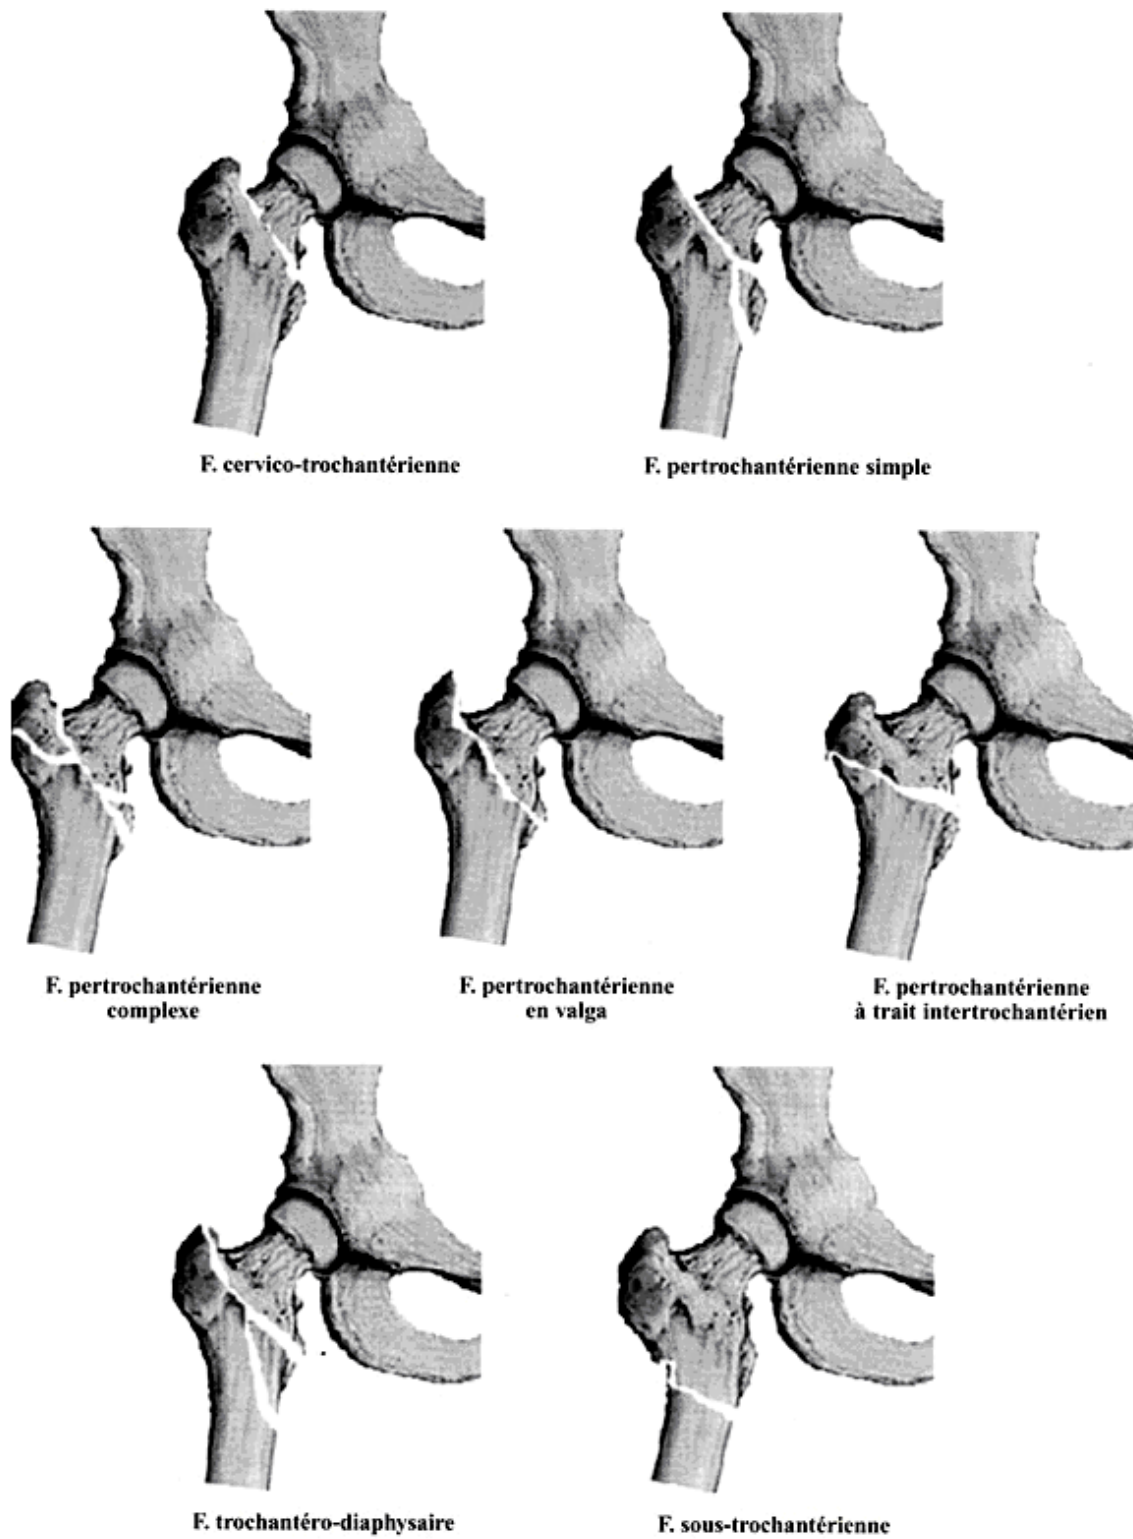 F. cervico-trochantérienne
F. pertrochantérienne simple
F. pertrochantérienne
complexe
F. pertrochantérienne
en valga
F. pertrochantérienne
à trait intertrochantérien
F. trochantéro-diaphysaire
F. sous-trochantérienne